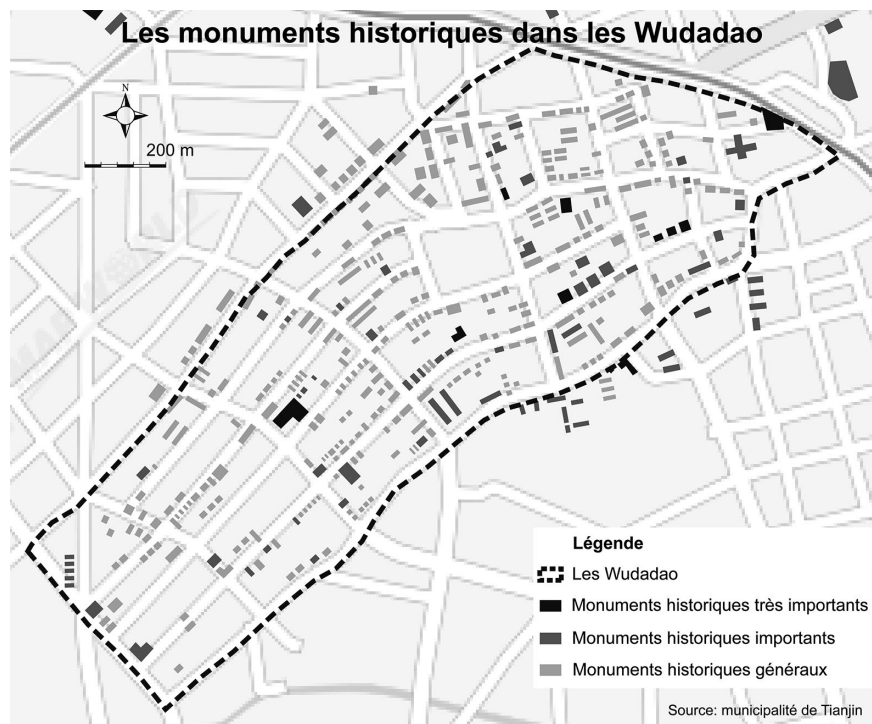 Les monuments historiques dans les Wudadao
N
200 m
Légende
Les Wudadao
Monuments historiques très importants
Monuments historiques importants
Monuments historiques généraux
Source: municipalité de Tianjin